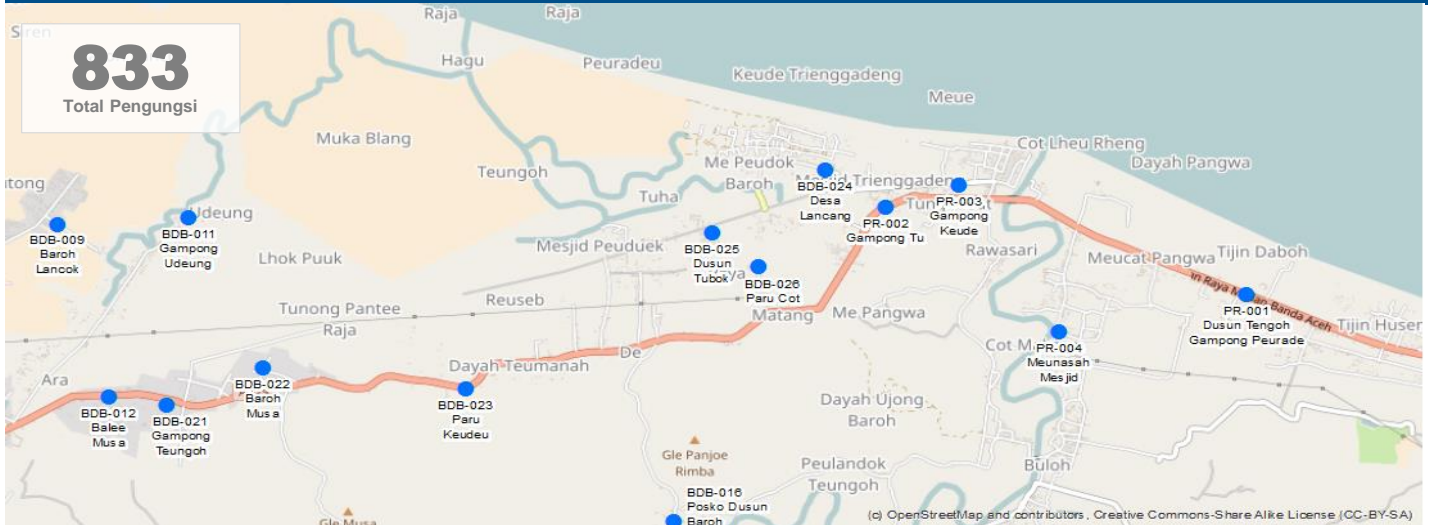 Raja
Raja
Siren
833
Total Pengungsi
Hagu
Peuradeu
Keude Trienggadeng
Meue
Muka Blang
Cot Lheu Rheng
Dayah Pangwa
Me Peudok
Baroh
Teungoh
Tuha
BDB-024
Desa
Lancang
PR-003
Gampong
Keude
PR-002
Gampong Tu
Udeung
BDB-009
Baroh
Lancok
BDB-011
Gampong
Udeung
Lhok Puuk
Mesjid Peuduek
BDB-025
Dusun
Tubok
Rawasari
Meucat Pangwa
Tijin Daboh
BDB-026
Paru Cot
Reuseb
Tunong Pantee
Raja
Matang
Me Pangwa
PR-001
Dusun Tengoh
Gampong Peurade
Banda Aceh
Tijin Husen
PR-004
Meunasah
Mesjid
De
Dayah Teumanah
Ara
BDB-022
Baroh
Musa
BDB-012
Balee
Musa
BDB-021
Gampong
Teungoh
BDB-023
Paru
Keudeu
Dayah Ujong
Baroh
Gle Panjoe
Rimba
Peulandok
Teungoh
Buloh
BDB-016
Posko Dusun
Baroh
Gle Musa
(c) OpenStreetMap and contributors, Creative Commons-Share Alike License (CC-BY-SA)